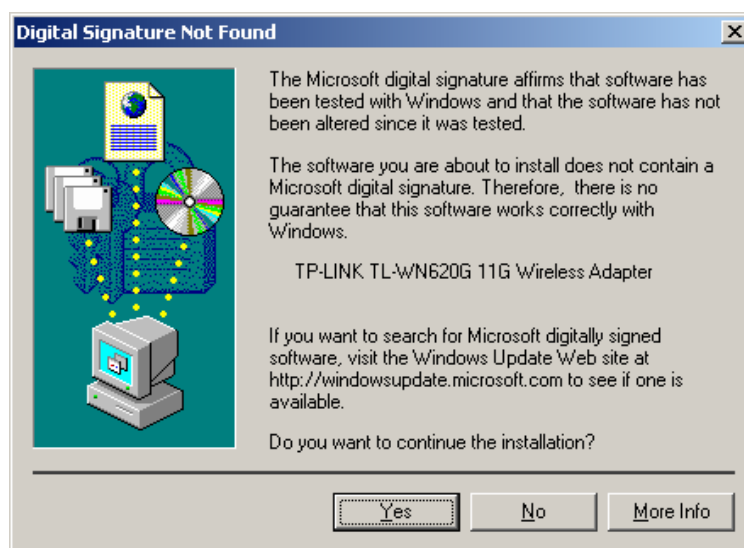 Digital Signature Not Found
The Microsoft digital signature affirms that software has
been tested with Windows and that the software has not
been altered since it was tested.
The software you are about to install does not contain a
Microsoft digital signature. Therefore,  there is no
guarantee that this software works correctly with
Windows.
TP-LINK TL-WN620G 11G Wireless Adapter
If you want to search for Microsoft digitally signed
software, visit the Windows Update Web site at
http://windowsupdate.microsoft.com to see if one is
available.
Do you want to continue the installation?
Yes
No
More Info